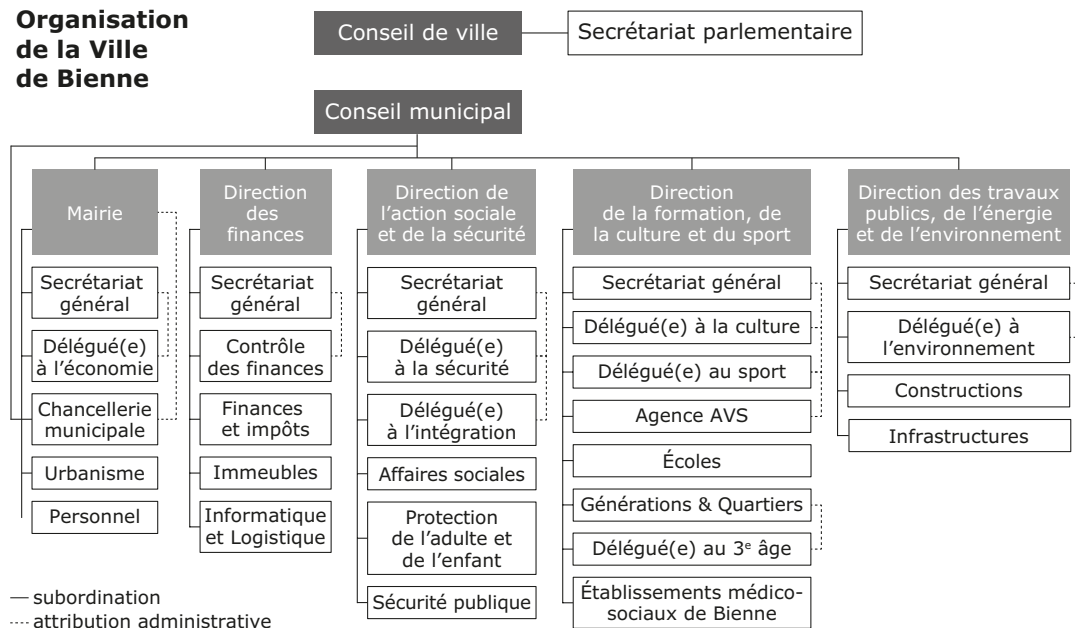 Organisation
de la Ville
de Bienne
Conseil de ville
Secrétariat parlementaire
Conseil municipal
Mairie
Secrétariat
général
Délégué(e)
à l’économie
Chancellerie
municipale
Urbanisme
Personnel
Direction
des
finances
Secrétariat
général
Contrôle
des finances
Finances
et impôts
Immeubles
Informatique
et Logistique
Direction de
l’action sociale
et de la sécurité
Secrétariat
général
Délégué(e)
à la sécurité
Délégué(e)
à l’intégration
Affaires sociales
Protection
de l’adulte et
de l’enfant
Sécurité publique
Direction
de la formation, de
la culture et du sport
Secrétariat général
Délégué(e) à la culture
Délégué(e) au sport
Agence AVS
Écoles
Générations & Quartiers
Délégué(e) au 3e âge
Établissements médico-
sociaux de Bienne
Direction des travaux
publics, de l’énergie
et de l’environnement
Secrétariat général
Délégué(e) à
l’environnement
Constructions
Infrastructures
subordination
attribution administrative